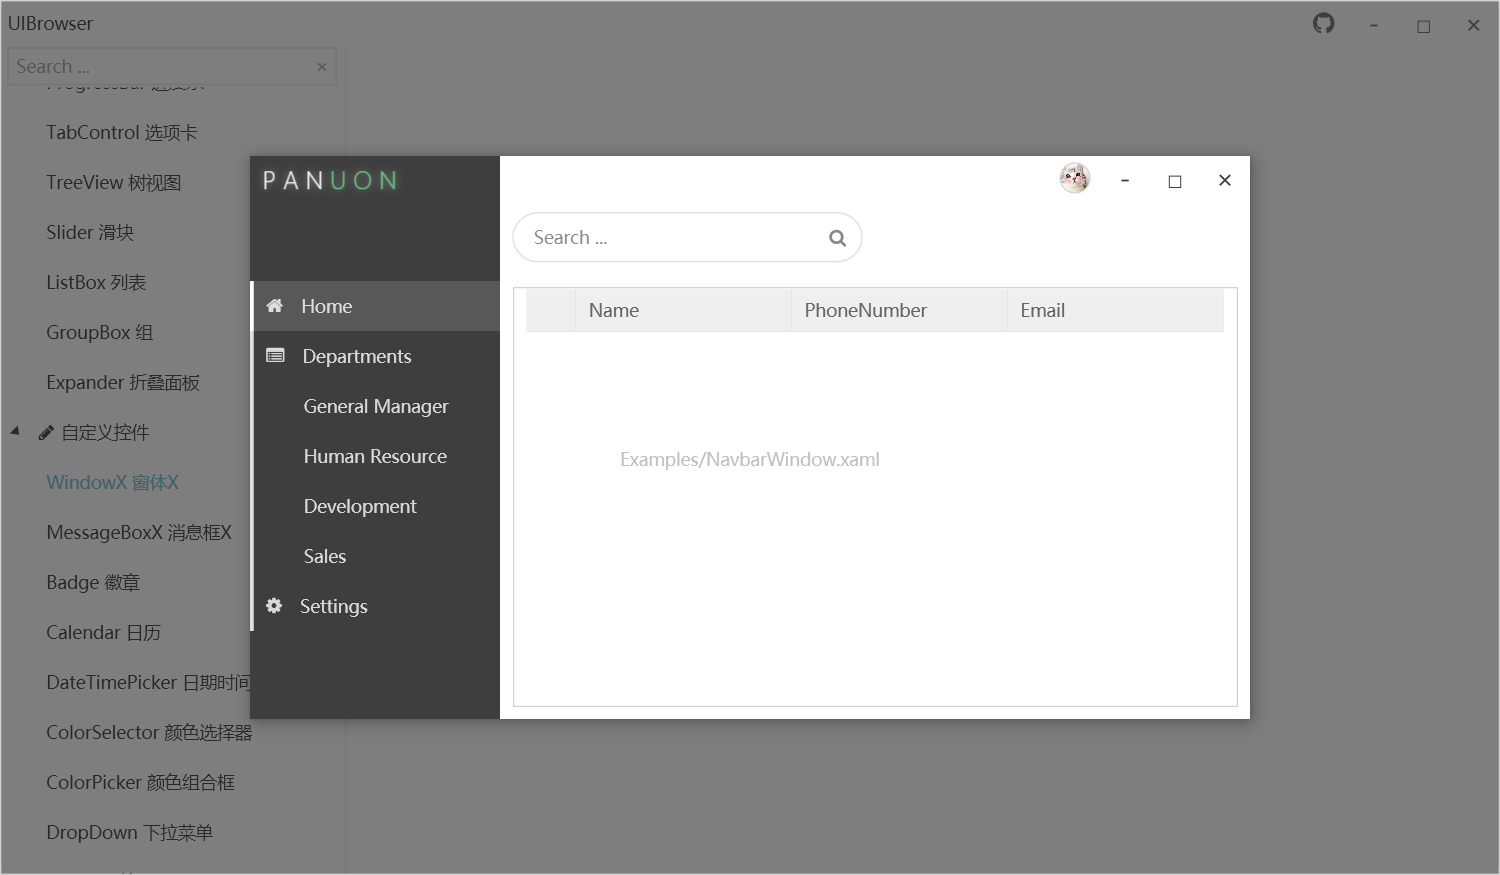 UIBrowser
Search ...
TabControl 选项卡
TreeView 树视图
Slider 滑块
ListBox 列表
GroupBox 组
Expander 折叠面板
自定义控件
WindowX 窗体X
MessageBoxX 消息框X
Badge 徽章
Calendar 日历
DateTimePicker 日期时间
ColorSelector 颜色选择器
ColorPicker 颜色组合框
DropDown 下拉菜单
PANUON
Home
Departments
General Manager
Human Resource
Development
Sales
Settings
Search ...
Name PhoneNumber Email
Examples/NavbarWindow.xaml